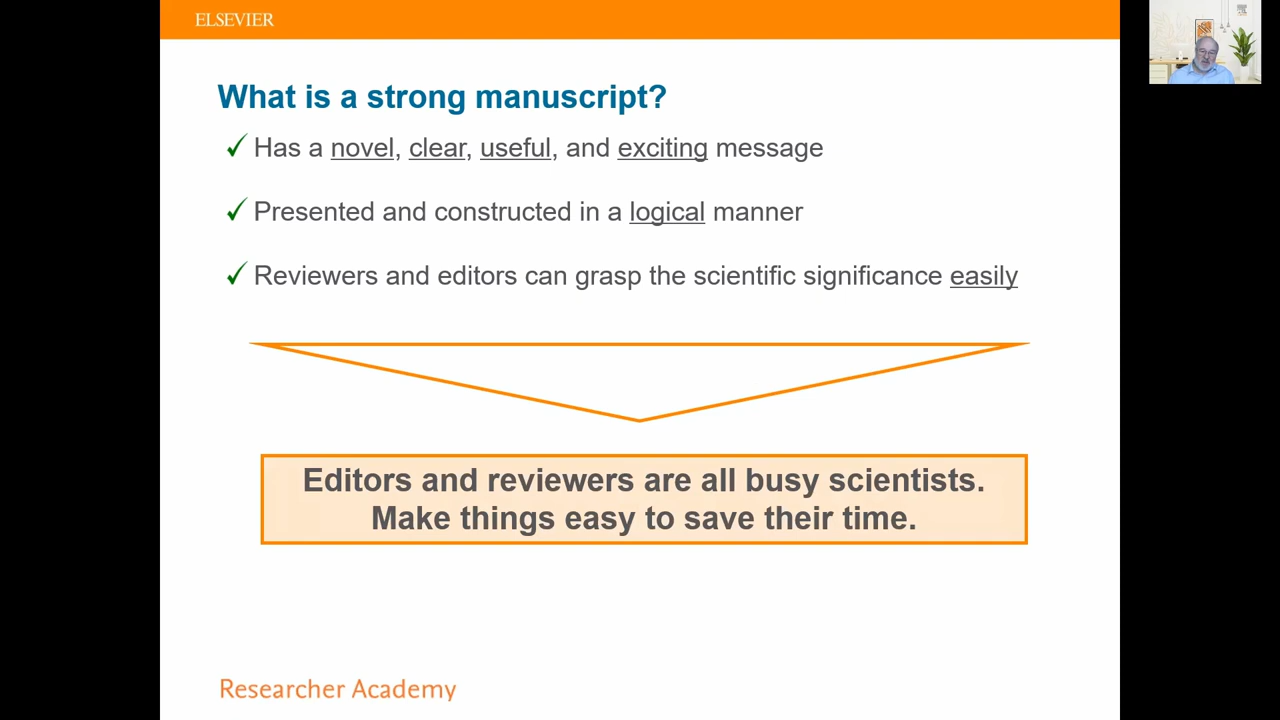 ELSEVIER
What is a strong manuscript?
✓ Has a novel, clear, useful, and exciting message
✓ Presented and constructed in a logical manner
✓ Reviewers and editors can grasp the scientific significance easily
Editors and reviewers are all busy scientists.
Make things easy to save their time.
Researcher Academy